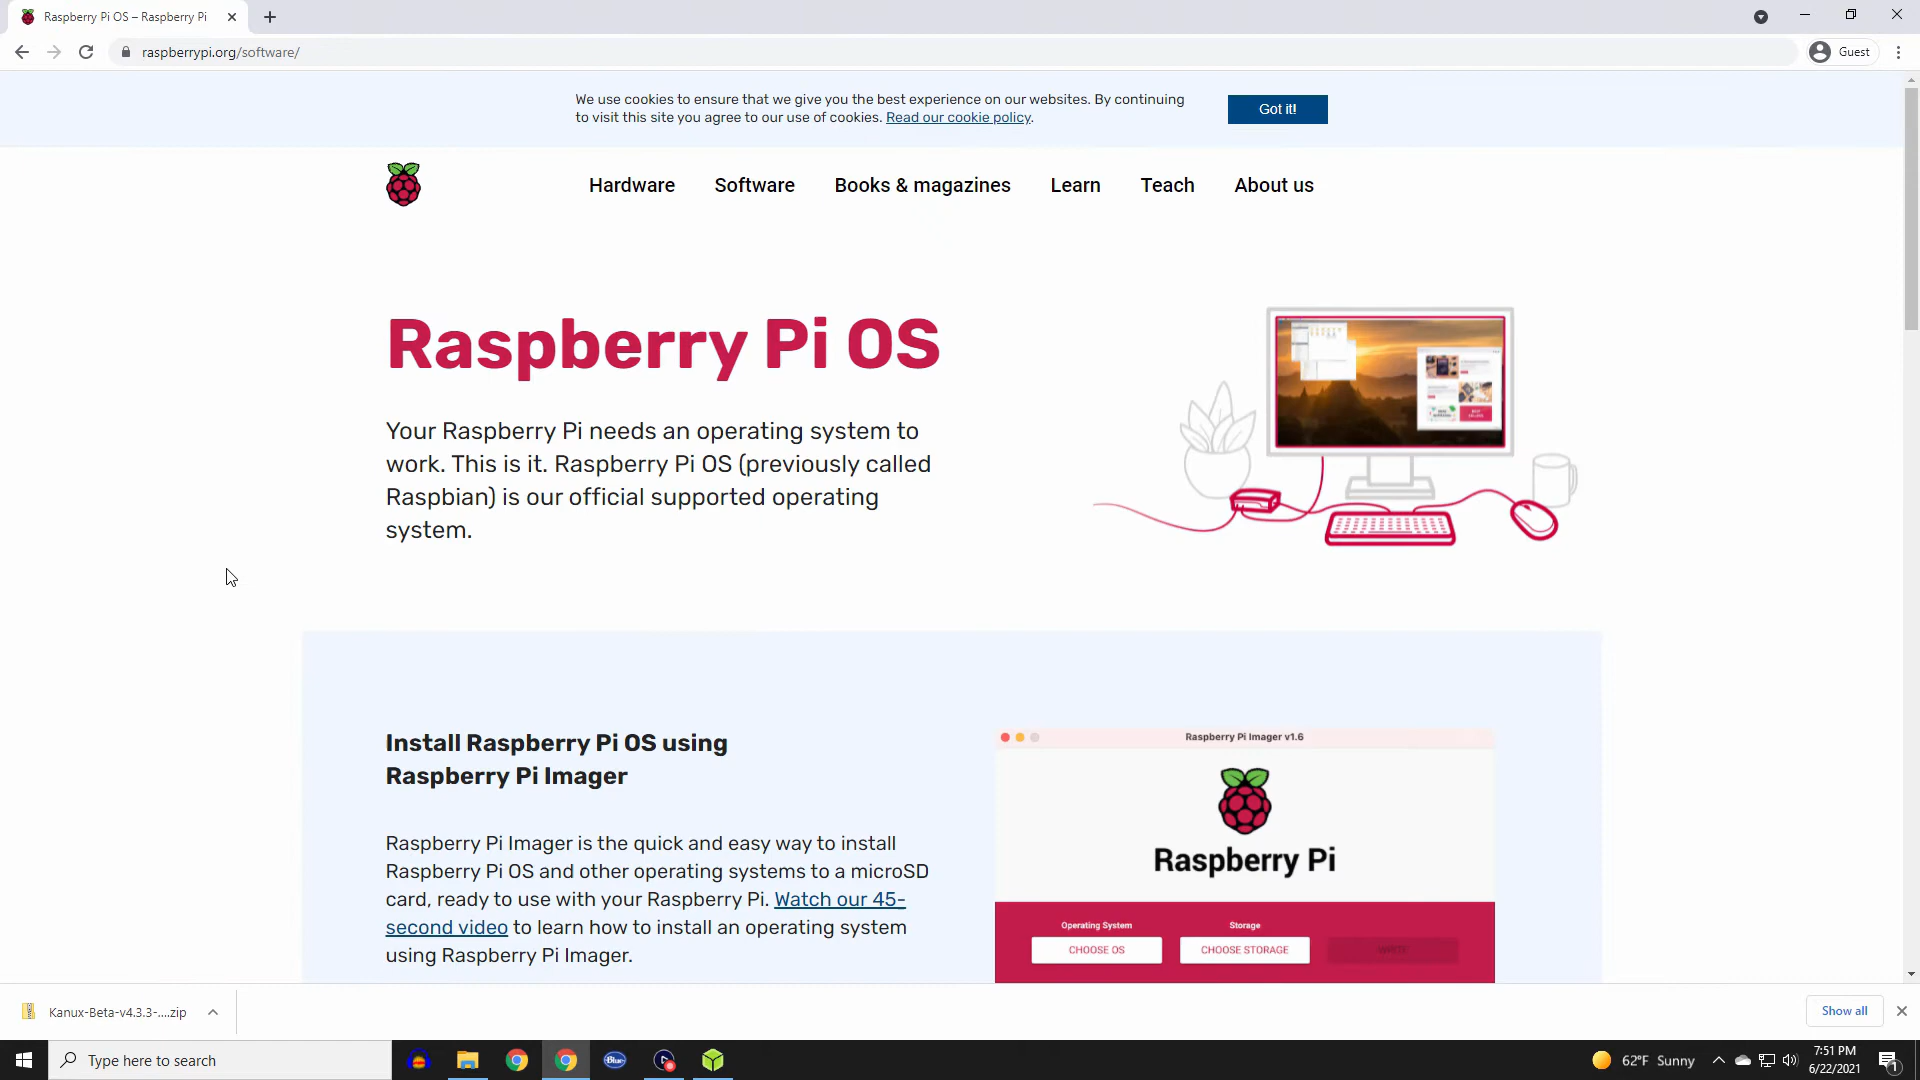 Raspberry Pi OS – Raspberry Pi
raspberrypi.org/software/
Guest
We use cookies to ensure that we give you the best experience on our websites. By continuing
to visit this site you agree to our use of cookies. Read our cookie policy.
Got it!
Hardware Software Books & magazines Learn Teach About us
Raspberry Pi OS
Your Raspberry Pi needs an operating system to
work. This is it. Raspberry Pi OS (previously called
Raspbian) is our official supported operating
system.
Install Raspberry Pi OS using
Raspberry Pi Imager
Raspberry Pi Imager is the quick and easy way to install
Raspberry Pi OS and other operating systems to a microSD
card, ready to use with your Raspberry Pi. Watch our 45-
second video to learn how to install an operating system
using Raspberry Pi Imager.
Raspberry Pi Imager v1.6
Raspberry Pi
Operating System Storage
CHOOSE OS CHOOSE STORAGE WRITE
Kanux-Beta-v4.3.3-....zip
Show all
Type here to search
Blue
62°F Sunny
7:51 PM
6/22/2021
1